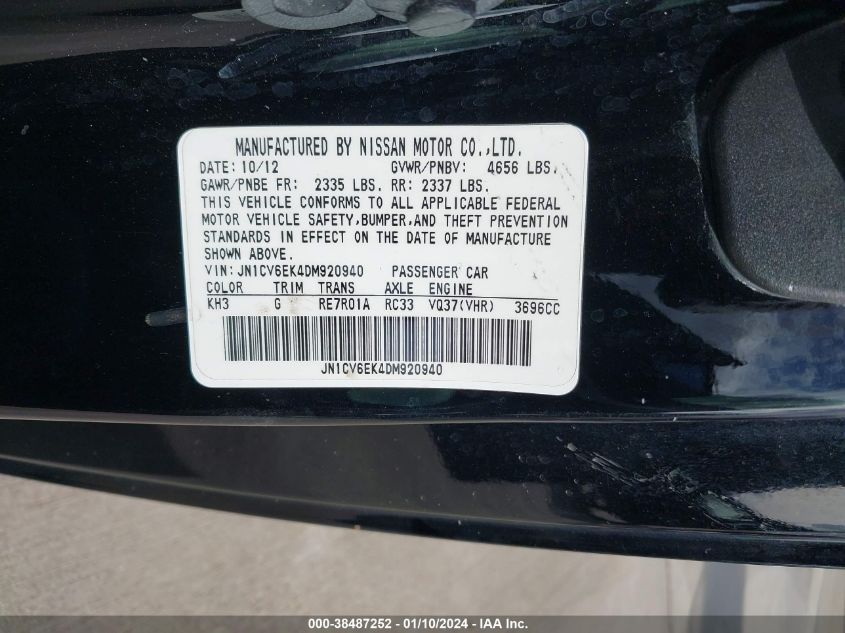 MANUFACTURED BY NISSAN MOTOR CO.,LTD.
DATE: 10/12 GVWR/PNBV: 4656 LBS.
GAWR/PNBE FR: 2335 LBS. RR: 2337 LBS.
THIS VEHICLE CONFORMS TO ALL APPLICABLE FEDERAL
MOTOR VEHICLE SAFETY,BUMPER,AND THEFT PREVENTION
STANDARDS IN EFFECT ON THE DATE OF MANUFACTURE
SHOWN ABOVE.
VIN: JN1CV6EK4DM920940 PASSENGER CAR
COLOR TRIM TRANS AXLE ENGINE
KH3 G RE7R01A RC33 VQ37(VHR) 3696CC
JN1CV6EK4DM920940
000-38487252 - 01/10/2024 - IAA Inc.